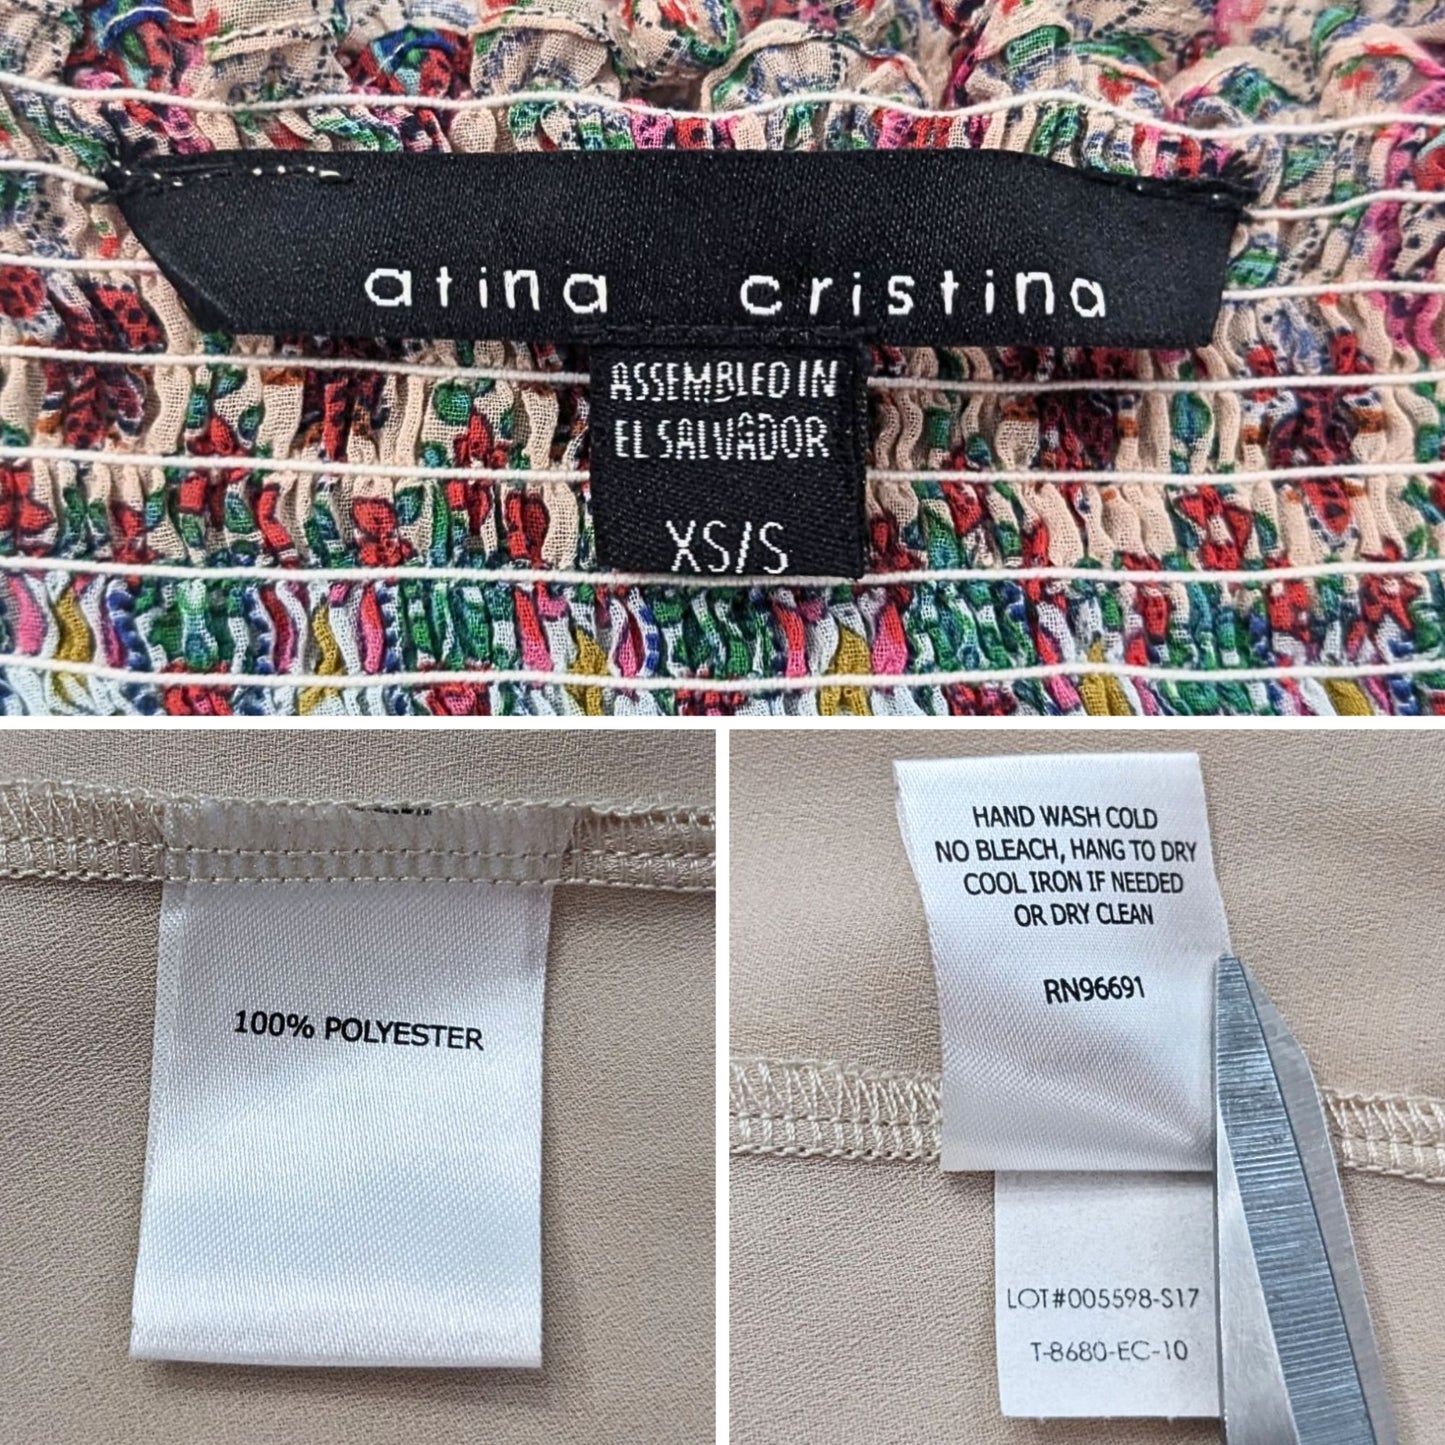 atina cristina
ASSEMBLED IN
EL SALVADOR
XS/S
100% POLYESTER
HAND WASH COLD
NO BLEACH, HANG TO DRY
COOL IRON IF NEEDED
OR DRY CLEAN
RN96691
LOT#005598-S17
T-8680-EC-10